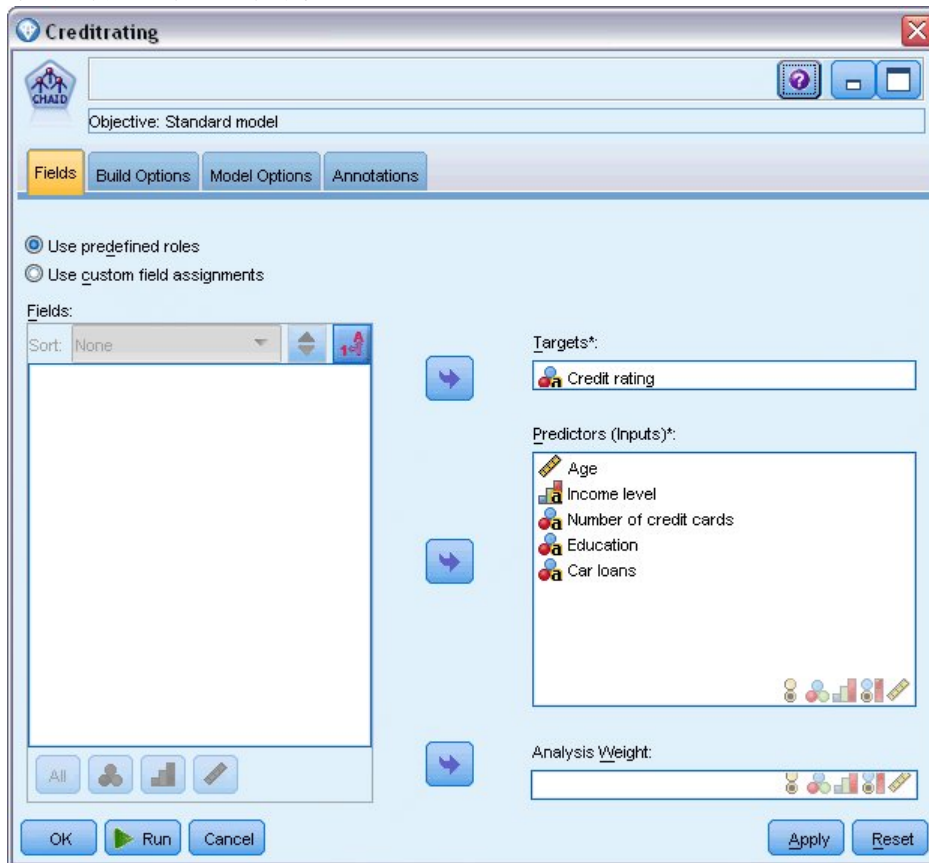 Creditrating
CHAID
Objective: Standard model
Fields Build Options Model Options Annotations
Use predefined roles
Use custom field assignments
Fields:
Sort: None
Targets*:
Credit rating
Predictors (Inputs)*:
Age
Income level
Number of credit cards
Education
Car loans
Analysis Weight:
All
OK Run Cancel Apply Reset